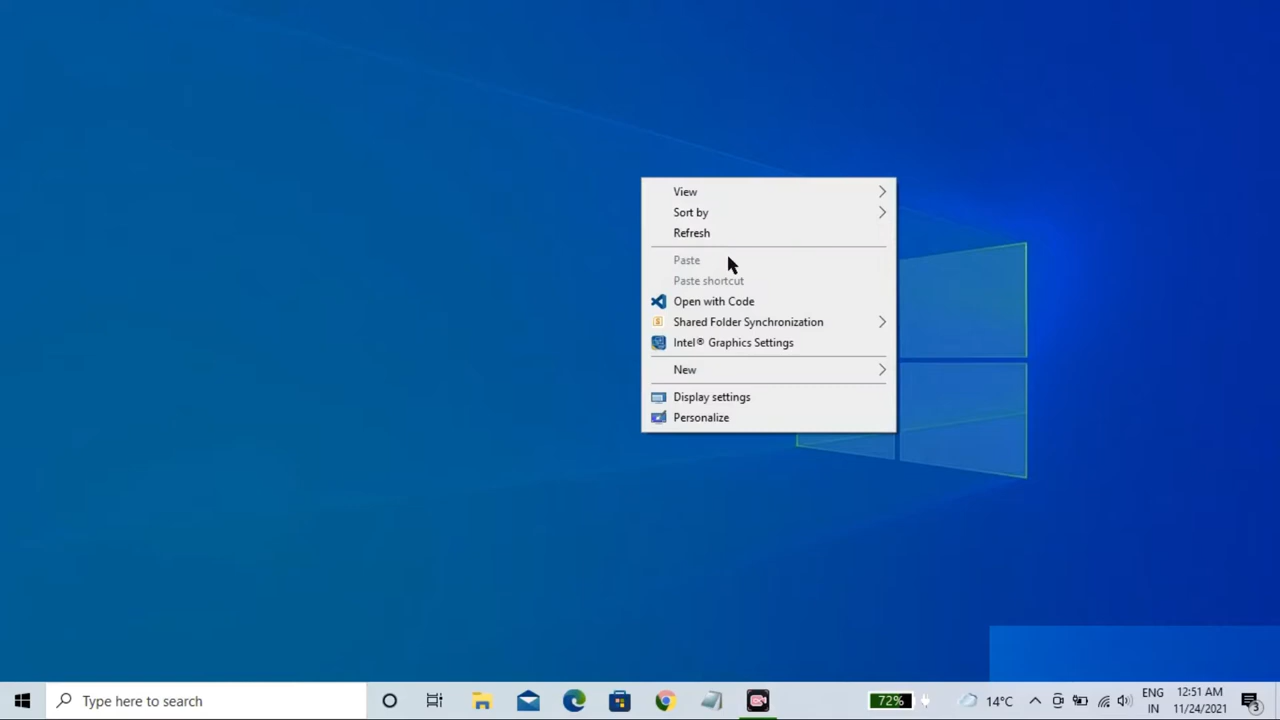 View
Sort by
Refresh
Paste
Paste shortcut
Open with Code
Shared Folder Synchronization
Intel® Graphics Settings
New
Display settings
Personalize
Type here to search
72%
14°C
ENG
IN
12:51 AM
11/24/2021
3